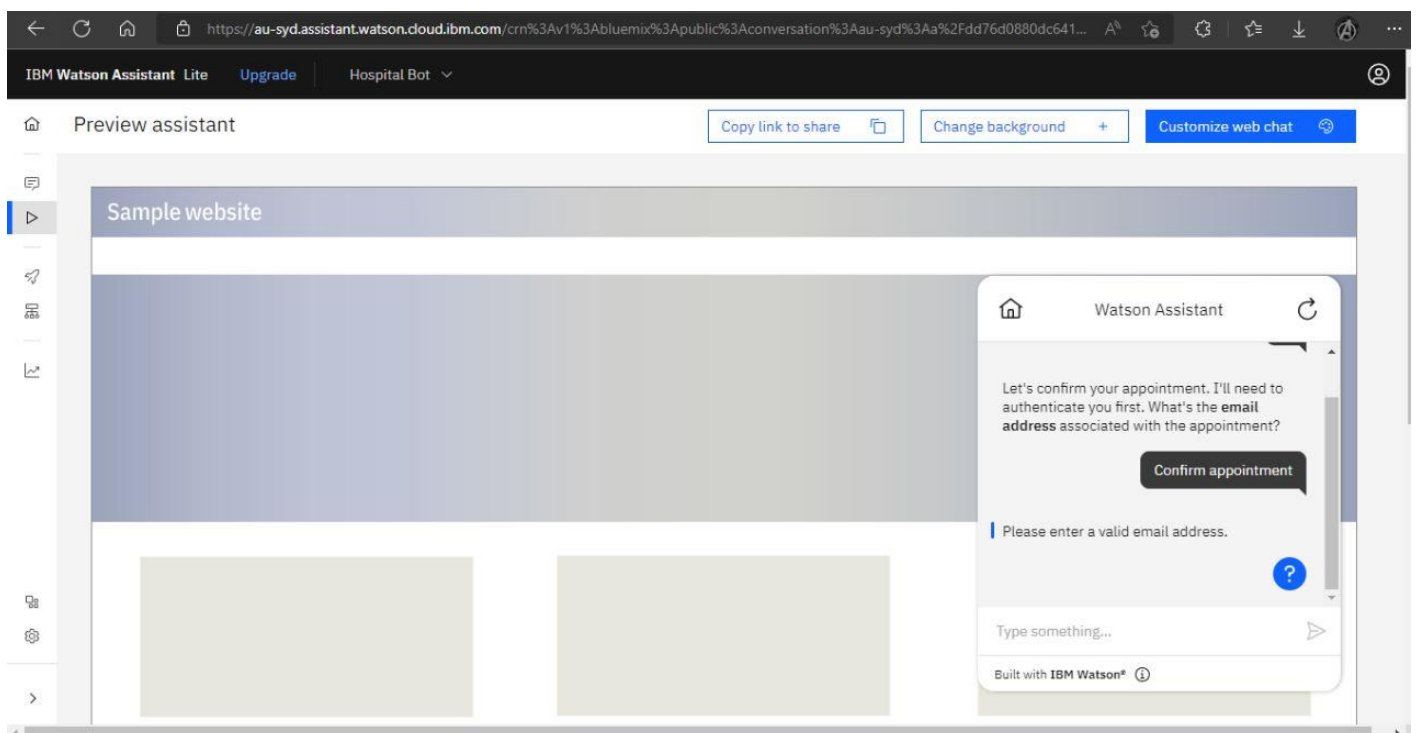 https://au-syd.assistant.watson.cloud.ibm.com/crn%3Av1%3Abluemix%3Apublic%3Aconversation%3Aau-syd%3Aa%2Fdd76d0880dc641...
IBM Watson Assistant Lite Upgrade Hospital Bot
Preview assistant Copy link to share Change background + Customize web chat
Sample website
Watson Assistant
Let's confirm your appointment. I'll need to
authenticate you first. What's the email
address associated with the appointment?
Confirm appointment
Please enter a valid email address.
?
Type something...
Built with IBM Watson®